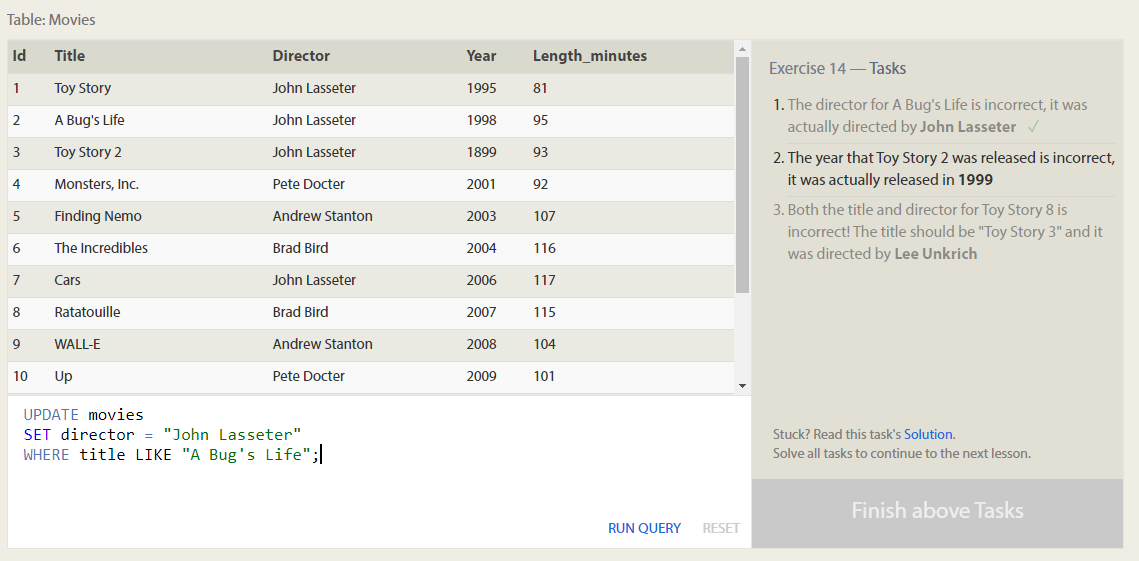 Table: Movies
Id Title Director Year Length_minutes
1 Toy Story John Lasseter 1995 81
2 A Bug's Life John Lasseter 1998 95
3 Toy Story 2 John Lasseter 1899 93
4 Monsters, Inc. Pete Docter 2001 92
5 Finding Nemo Andrew Stanton 2003 107
6 The Incredibles Brad Bird 2004 116
7 Cars John Lasseter 2006 117
8 Ratatouille Brad Bird 2007 115
9 WALL-E Andrew Stanton 2008 104
10 Up Pete Docter 2009 101
UPDATE movies
SET director = "John Lasseter"
WHERE title LIKE "A Bug's Life";
RUN QUERY RESET
Exercise 14 — Tasks
1. The director for A Bug's Life is incorrect, it was
actually directed by John Lasseter ✓
2. The year that Toy Story 2 was released is incorrect,
it was actually released in 1999
3. Both the title and director for Toy Story 8 is
incorrect! The title should be "Toy Story 3" and it
was directed by Lee Unkrich
Stuck? Read this task's Solution.
Solve all tasks to continue to the next lesson.
Finish above Tasks